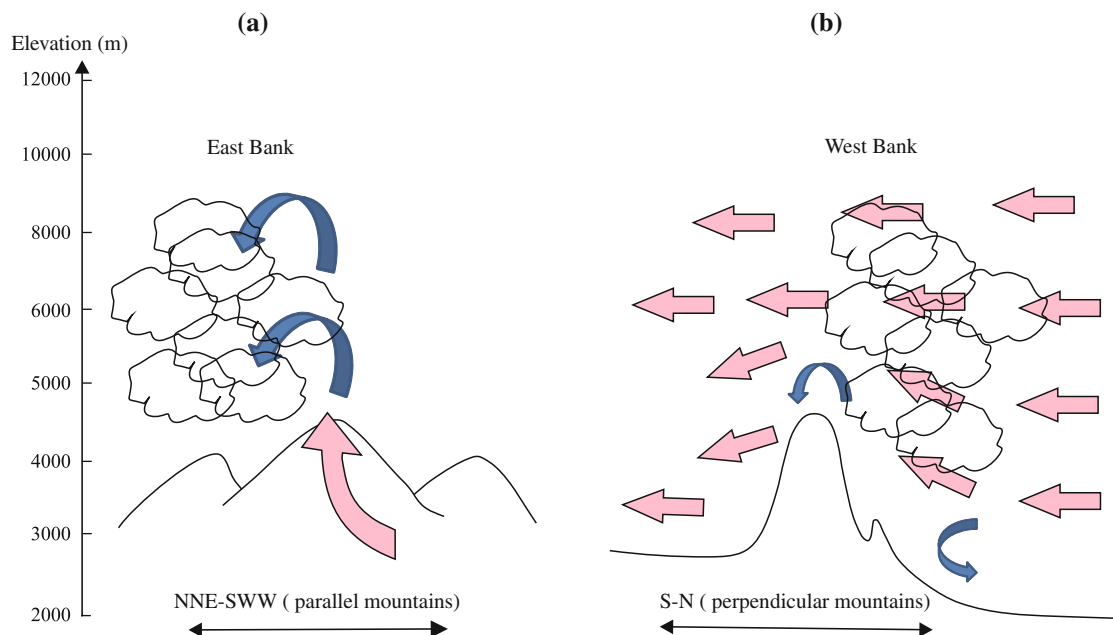 (a)
(b)
Elevation (m)
12000
10000
8000
6000
5000
4000
3000
2000
East Bank
West Bank
NNE-SWW ( parallel mountains)
S-N ( perpendicular mountains)